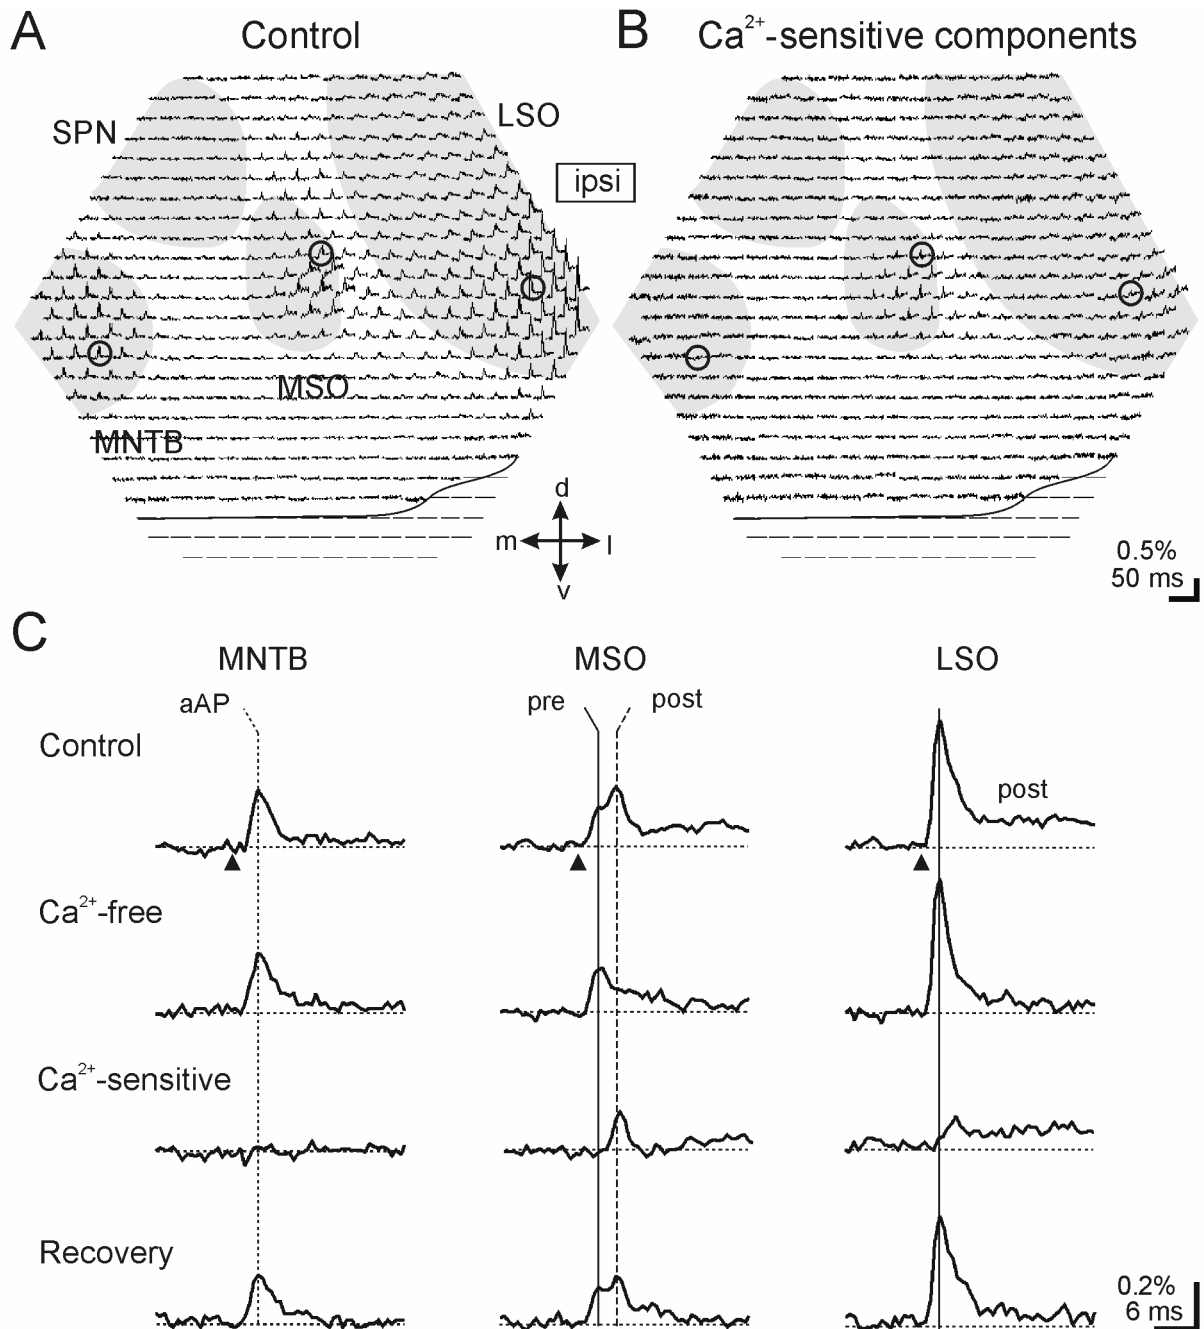 A
Control
B
Ca2+-sensitive components
SPN
LSO
ipsi
MSO
MNTB
d
m
l
v
0.5%
50 ms
C
MNTB
MSO
LSO
aAP
pre
post
Control
post
Ca2+-free
Ca2+-sensitive
Recovery
0.2%
6 ms